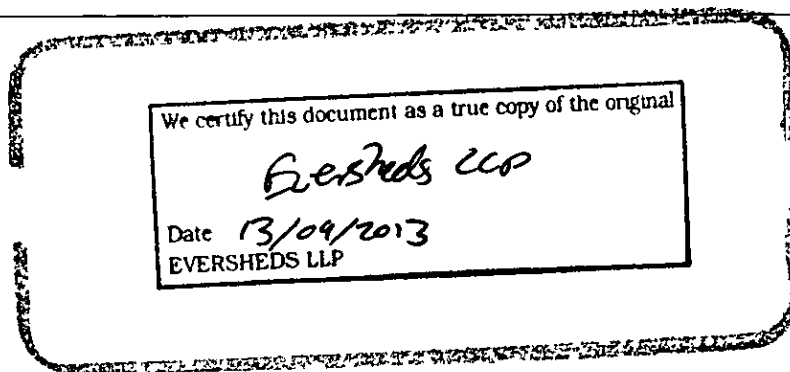 We certify this document as a true copy of the original
Eversheds LLP
Date 13/09/2013
EVERSHEDS LLP